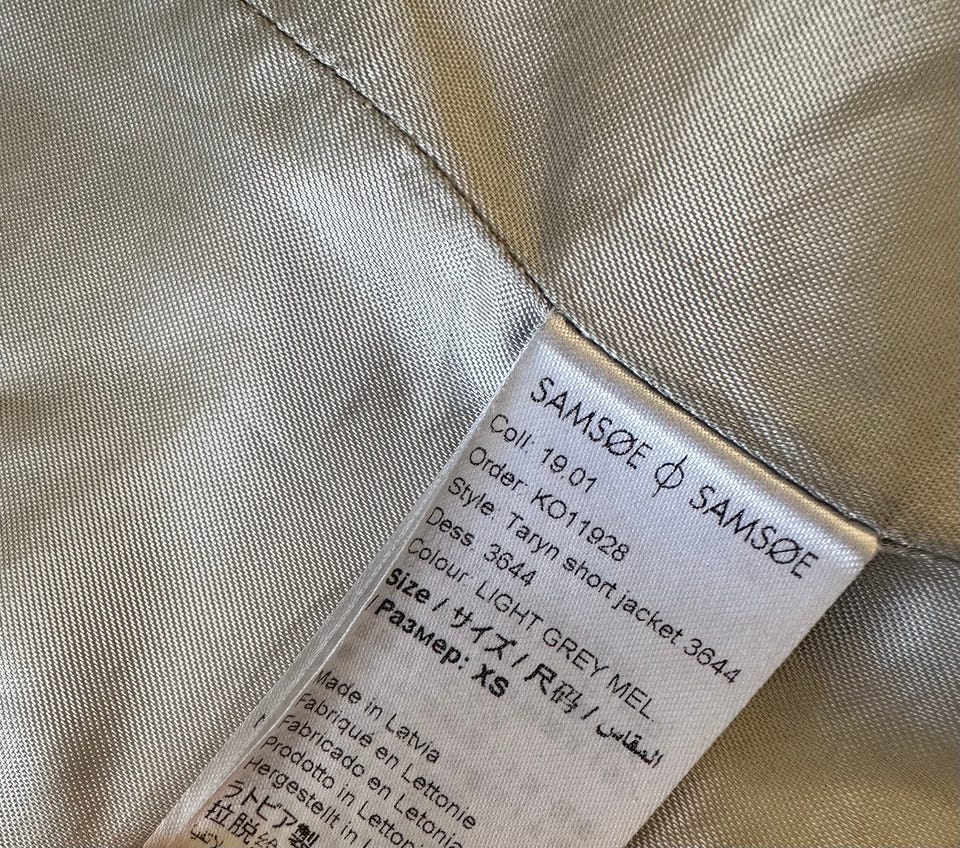 SAMSØE ϕ SAMSØE
Coll: 19.01
Order: KO11928
Style: Taryn short jacket 3644
Dess. 3644
Colour: LIGHT GREY MEL.
Size / サイズ / 尺码 / المقاس
/ Размер: XS
Made in Latvia
Fabriqué en Lettonie
Fabricado en Letonia
Prodotto in
Hergestellt in
ラトビア製
拉脱